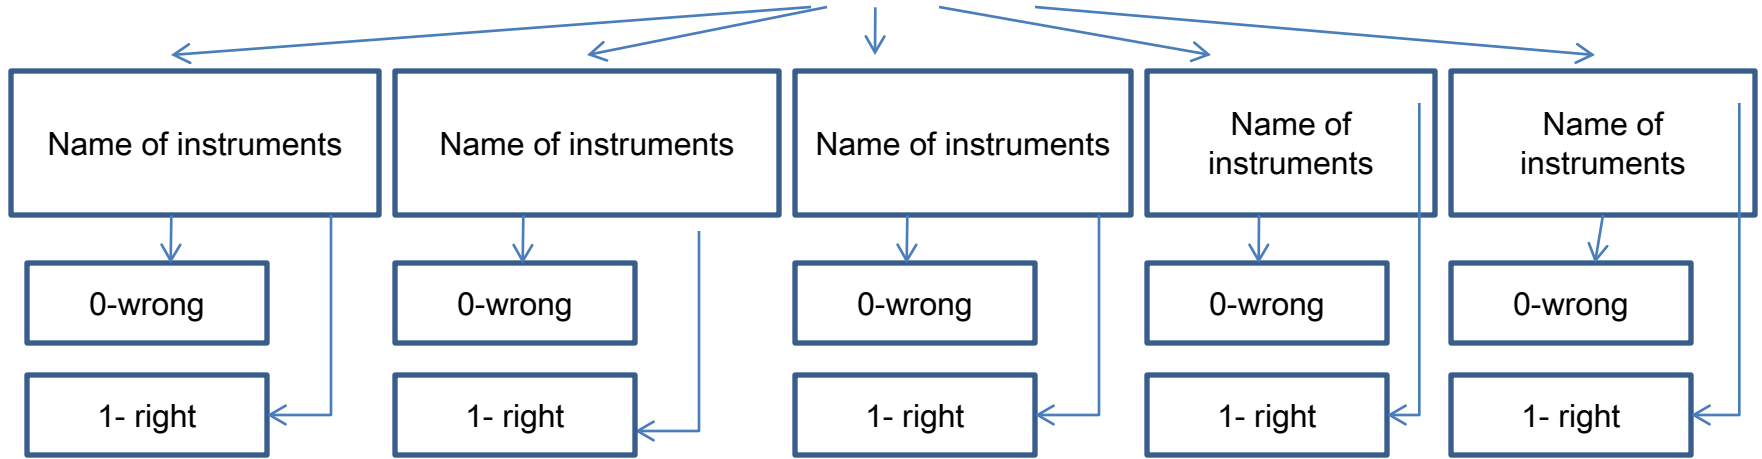 Name of instruments
Name of instruments
Name of instruments
Name of
instruments
Name of
instruments
0-wrong
0-wrong
0-wrong
0-wrong
0-wrong
1- right
1- right
1- right
1- right
1- right